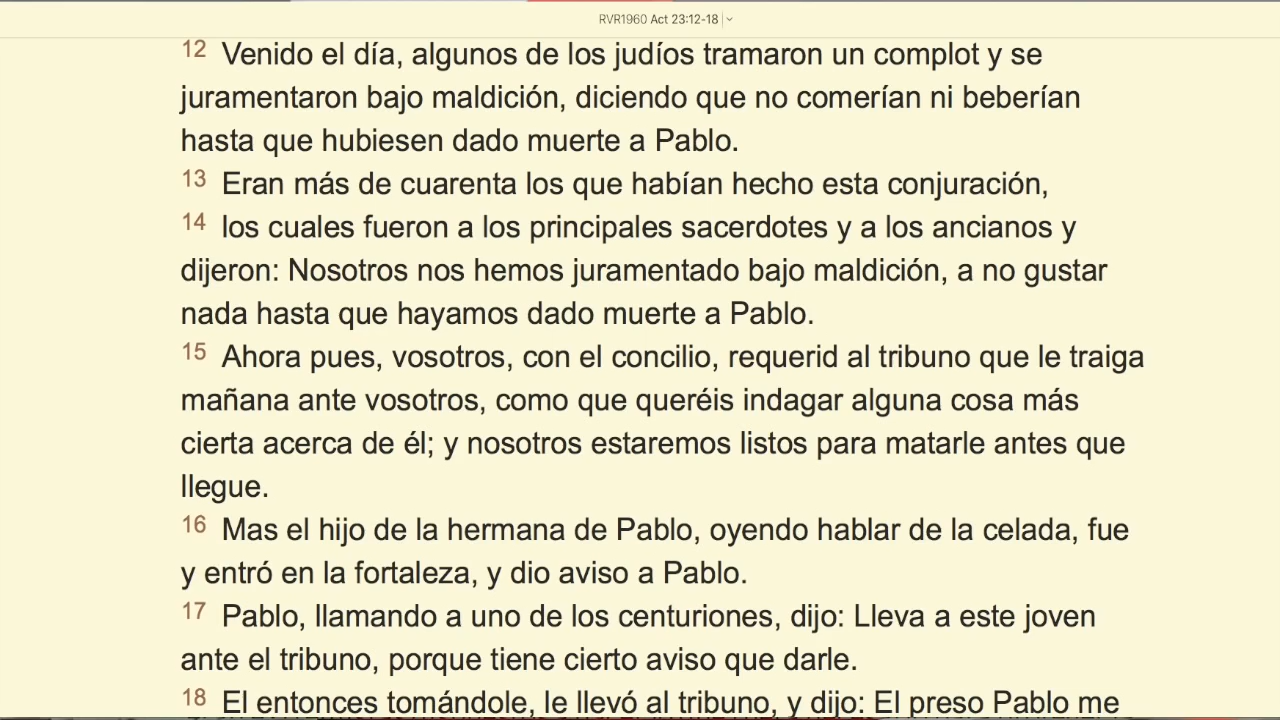 RVR1960 Act 23:12-18
12 Venido el día, algunos de los judíos tramaron un complot y se
juramentaron bajo maldición, diciendo que no comerían ni beberían
hasta que hubiesen dado muerte a Pablo.
13 Eran más de cuarenta los que habían hecho esta conjuración,
14 los cuales fueron a los principales sacerdotes y a los ancianos y
dijeron: Nosotros nos hemos juramentado bajo maldición, a no gustar
nada hasta que hayamos dado muerte a Pablo.
15 Ahora pues, vosotros, con el concilio, requerid al tribuno que le traiga
mañana ante vosotros, como que queréis indagar alguna cosa más
cierta acerca de él; y nosotros estaremos listos para matarle antes que
llegue.
16 Mas el hijo de la hermana de Pablo, oyendo hablar de la celada, fue
y entró en la fortaleza, y dio aviso a Pablo.
17 Pablo, llamando a uno de los centuriones, dijo: Lleva a este joven
ante el tribuno, porque tiene cierto aviso que darle.
18 El entonces tomándole, le llevó al tribuno, y dijo: El preso Pablo me